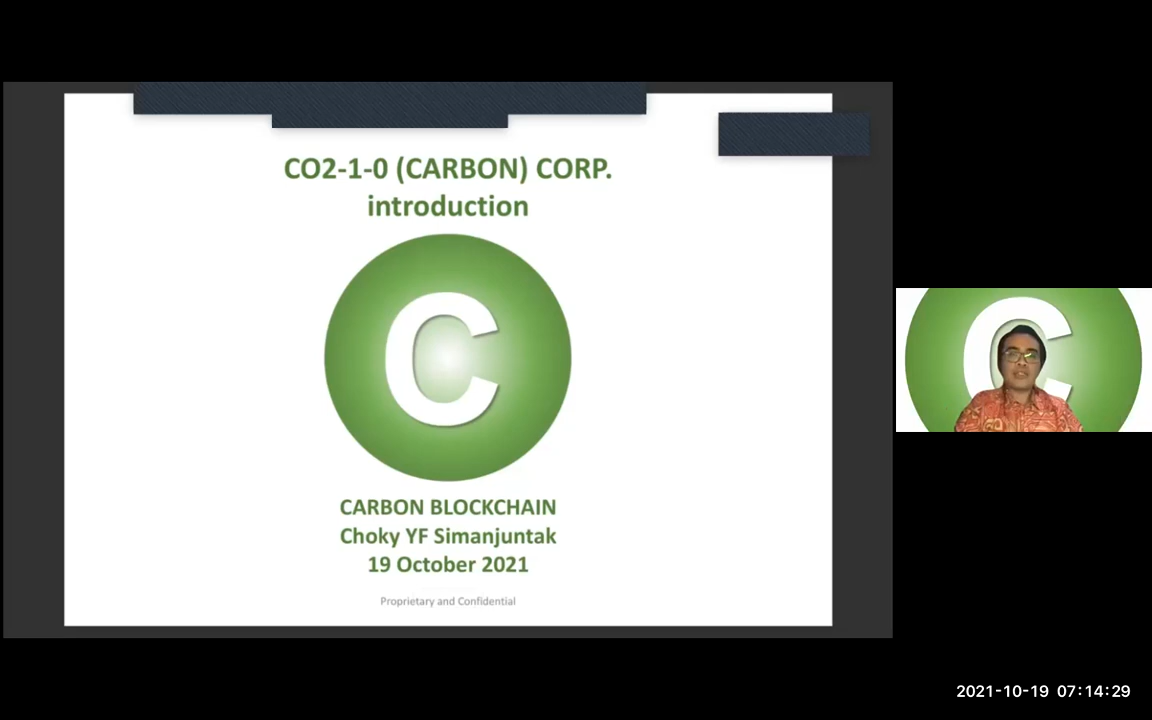 CO2-1-0 (CARBON) CORP.
introduction
C
CARBON BLOCKCHAIN
Choky YF Simanjuntak
19 October 2021
Proprietary and Confidential
C
2021-10-19 07:14:29